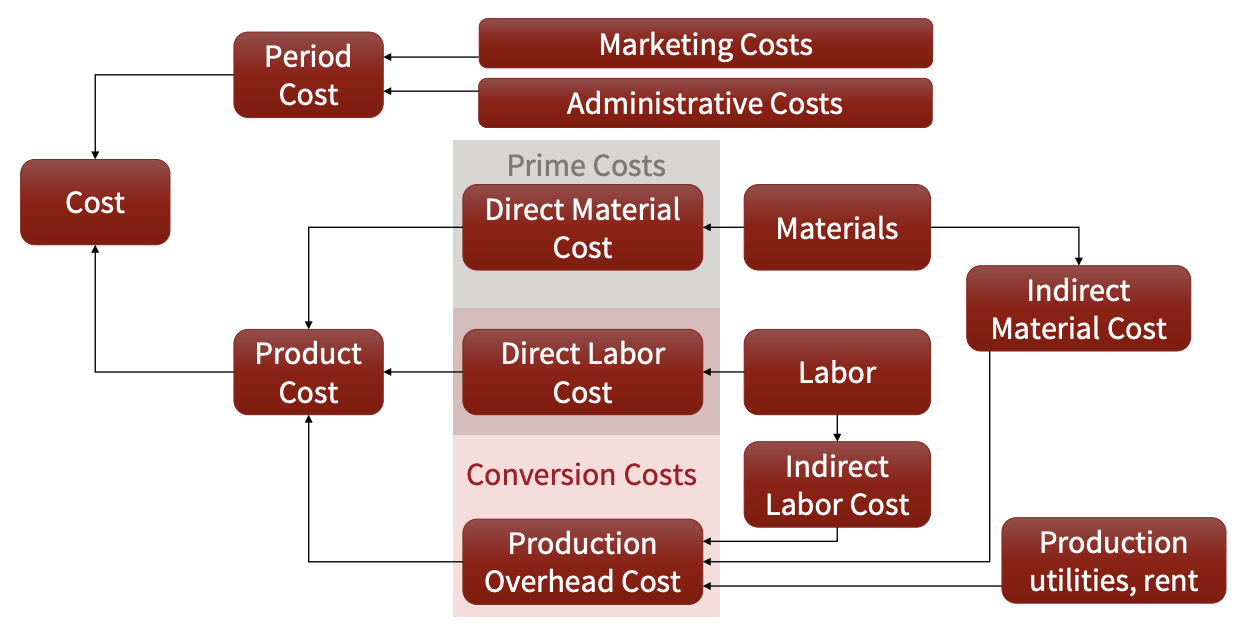 Marketing Costs
Period
Cost
Administrative Costs
Prime Costs
Cost
Direct Material
Cost
Materials
Indirect
Material Cost
Product
Cost
Direct Labor
Cost
Labor
Conversion Costs
Indirect
Labor Cost
Production
Overhead Cost
Production
utilities, rent